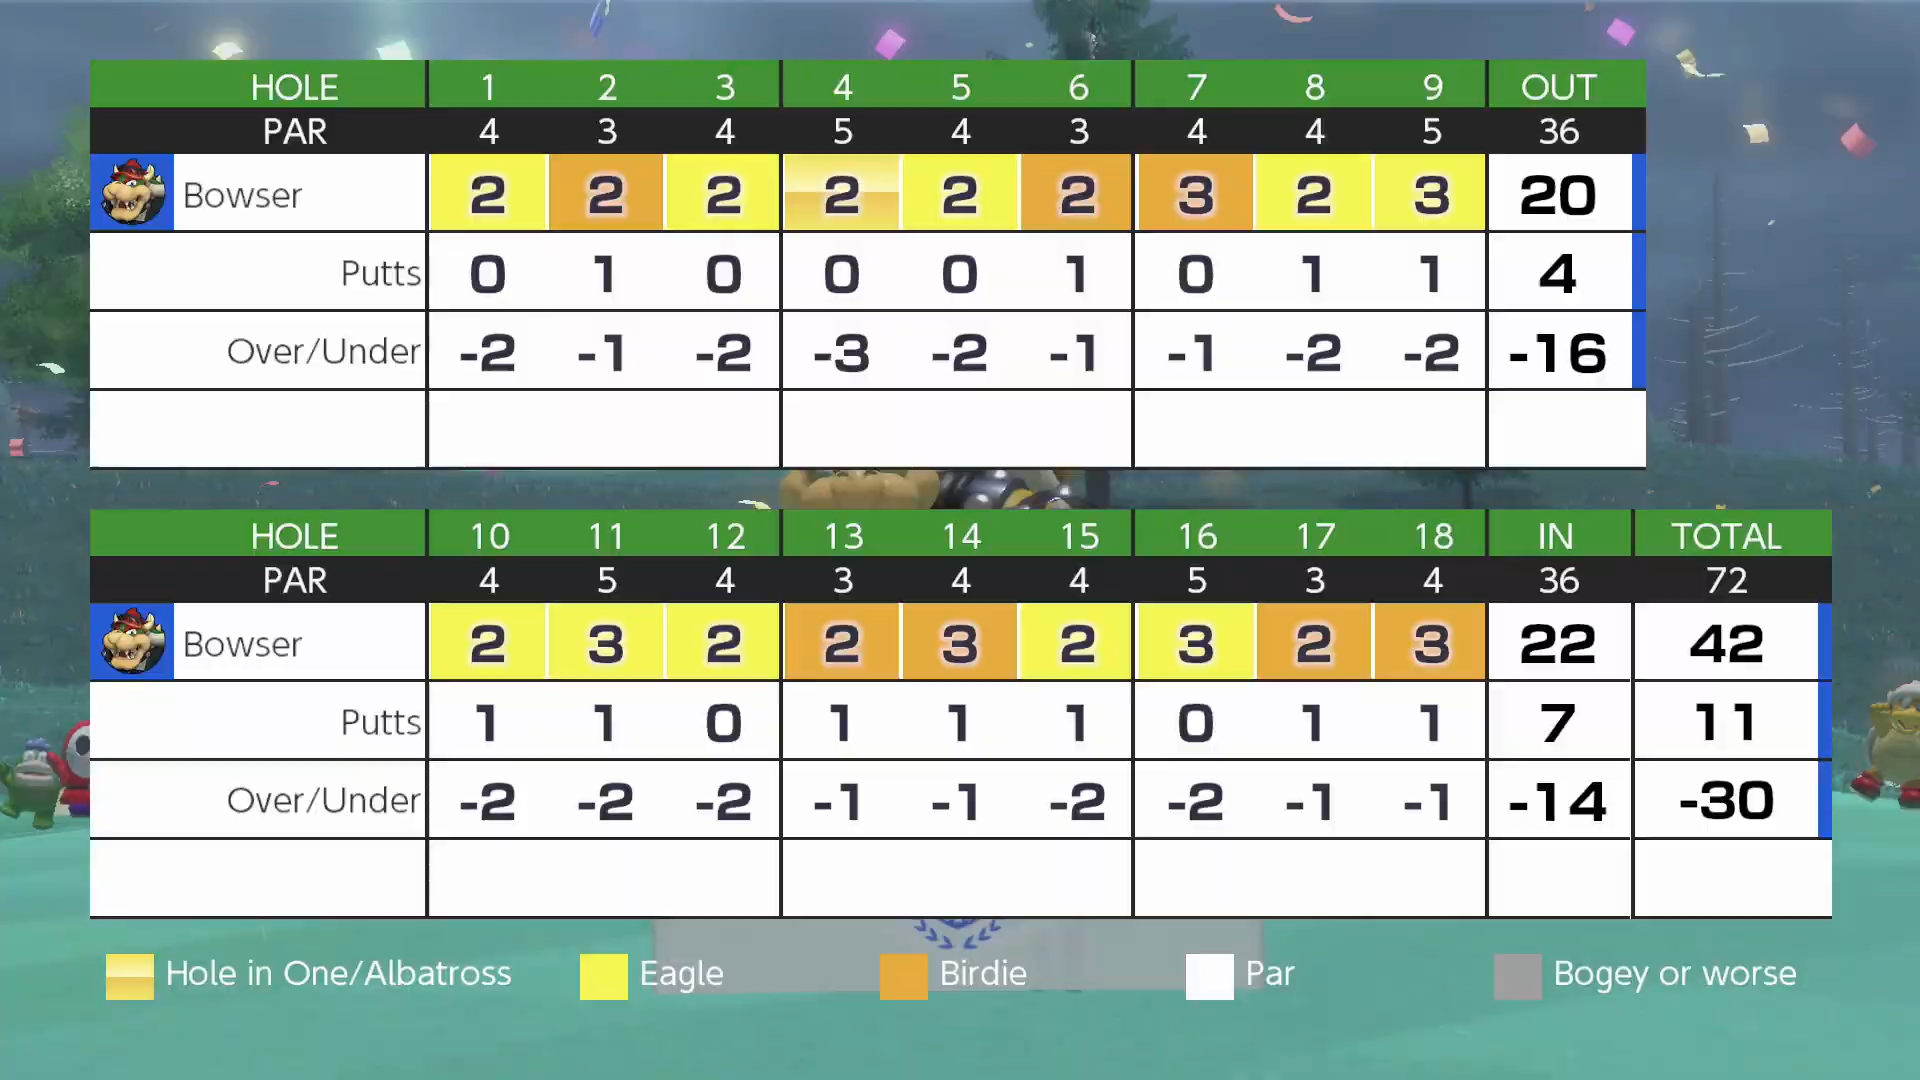 HOLE 1 2 3 4 5 6 7 8 9 OUT
PAR 4 3 4 5 4 3 4 4 5 36
Bowser 2 2 2 2 2 2 3 2 3 20
Putts 0 1 0 0 0 1 0 1 1 4
Over/Under -2 -1 -2 -3 -2 -1 -1 -2 -2 -16
HOLE 10 11 12 13 14 15 16 17 18 IN TOTAL
PAR 4 5 4 3 4 4 5 3 4 36 72
Bowser 2 3 2 2 3 2 3 2 3 22 42
Putts 1 1 0 1 1 1 0 1 1 7 11
Over/Under -2 -2 -2 -1 -1 -2 -2 -1 -1 -14 -30
Hole in One/Albatross Eagle Birdie Par Bogey or worse